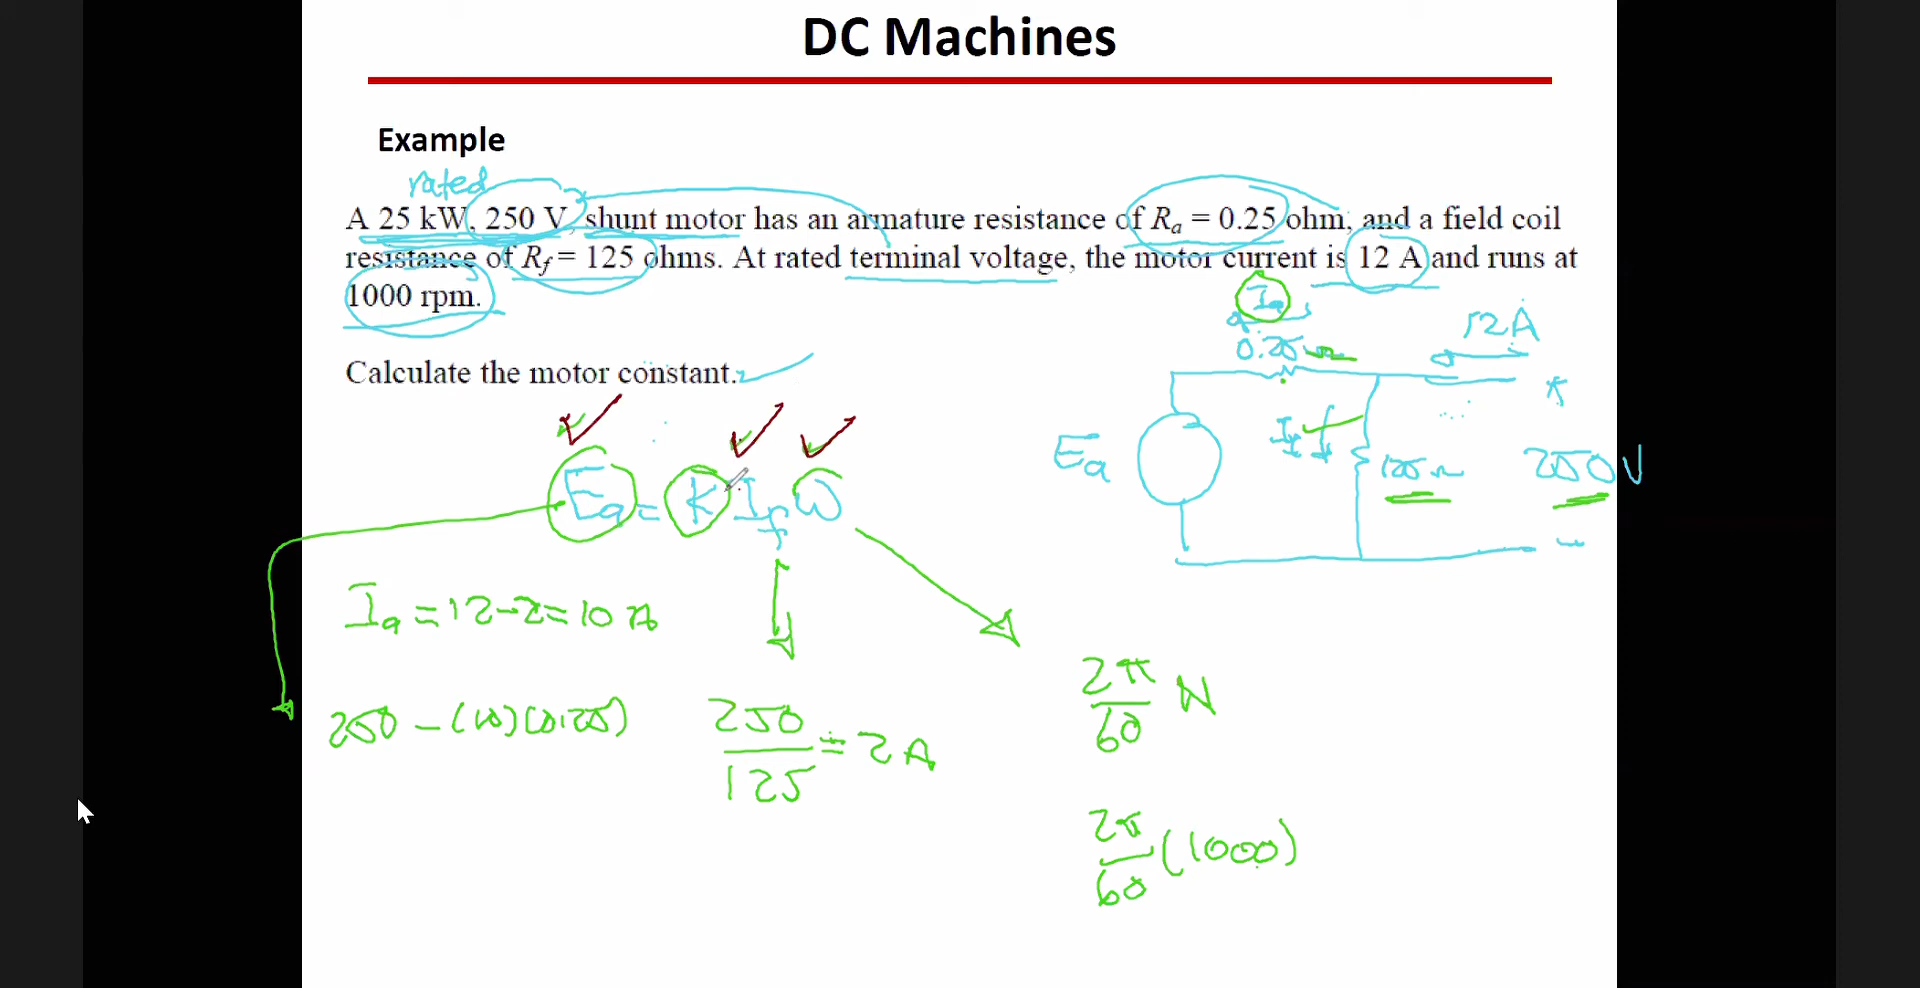 DC Machines
Example
rated
A 25 kW, 250 V, shunt motor has an armature resistance of Ra = 0.25 ohm, and a field coil
resistance of Rf = 125 ohms. At rated terminal voltage, the motor current is 12 A and runs at
1000 rpm.
Ia
12 A
0.25 Ω
Calculate the motor constant.
+
Ea
If
125 Ω
250 V
-
Ea = K If ω
Ia = 12 - 2 = 10 A
250 - (10)(0.25)
250/125 = 2 A
2π/60 N
2π/60 (1000)